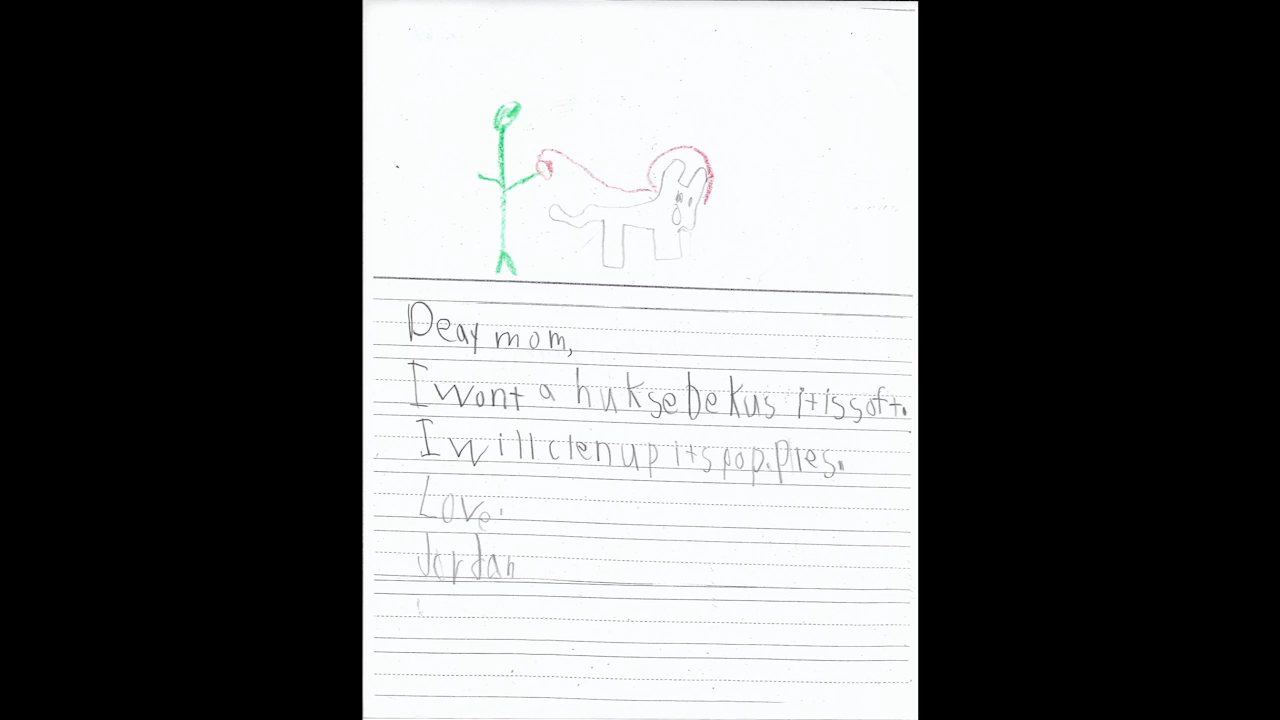 Dear mom,
I wont a hukse bekus it is soft.
I will clen up its pop. Ples.
Love.
Jordan